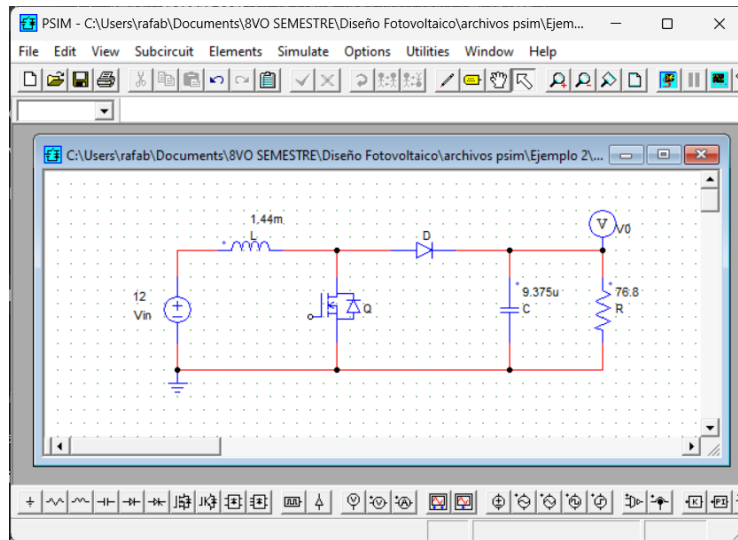 PSIM - C:\Users\rafab\Documents\8VO SEMESTRE\Diseño Fotovoltaico\archivos psim\Ejem...
File Edit View Subcircuit Elements Simulate Options Utilities Window Help
C:\Users\rafab\Documents\8VO SEMESTRE\Diseño Fotovoltaico\archivos psim\Ejemplo 2\...
1,44m
L
D
V
V0
12
Vin
Q
9.375u
C
76.8
R
K
PI